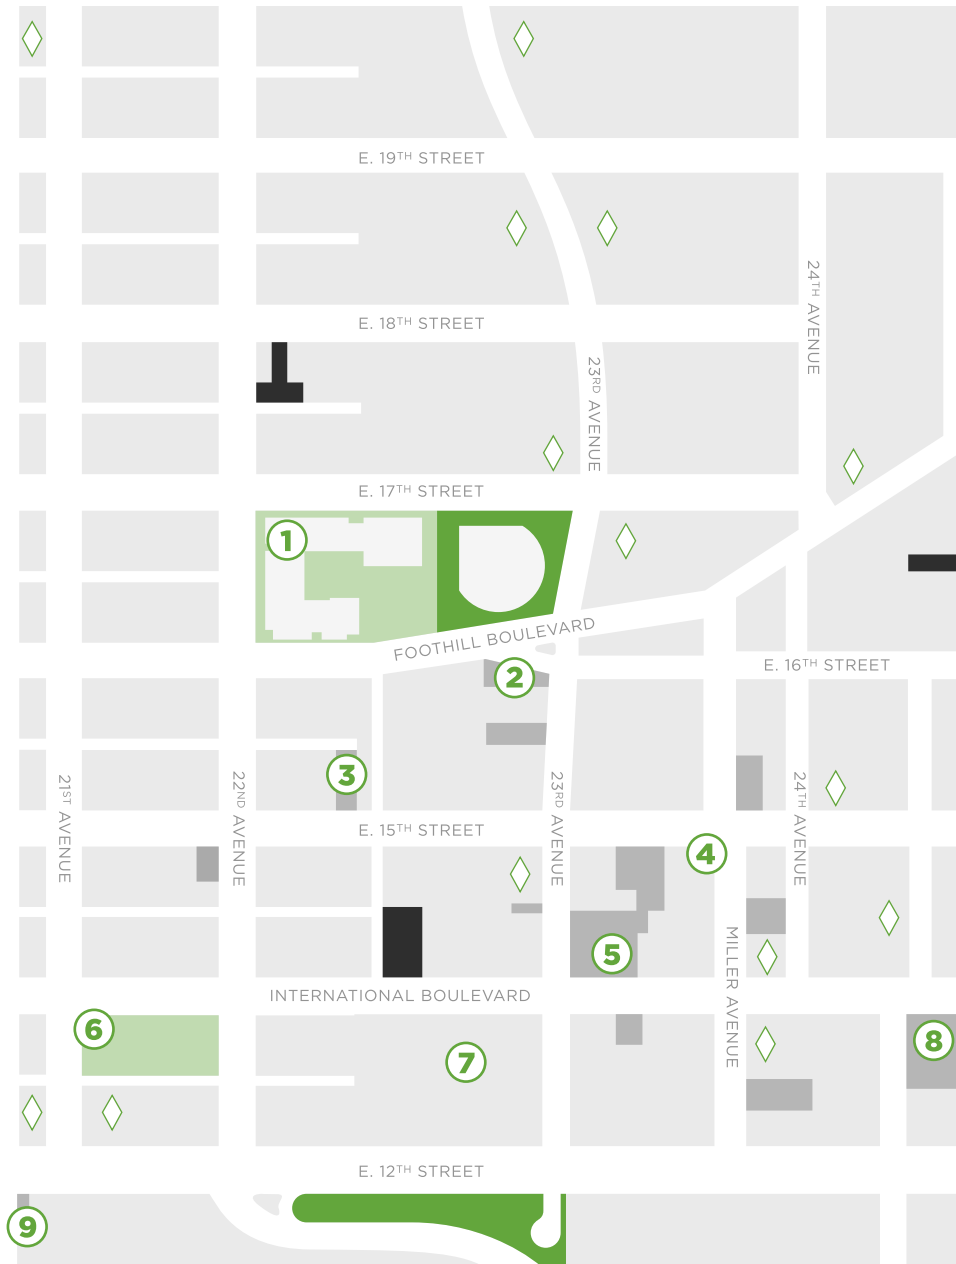 E. 19TH STREET
24TH AVENUE
E. 18TH STREET
23RD AVENUE
E. 17TH STREET
1
FOOTHILL BOULEVARD
E. 16TH STREET
2
3
21ST AVENUE
22ND AVENUE
23RD AVENUE
24TH AVENUE
E. 15TH STREET
4
5
MILLER AVENUE
INTERNATIONAL BOULEVARD
6
7
8
E. 12TH STREET
9